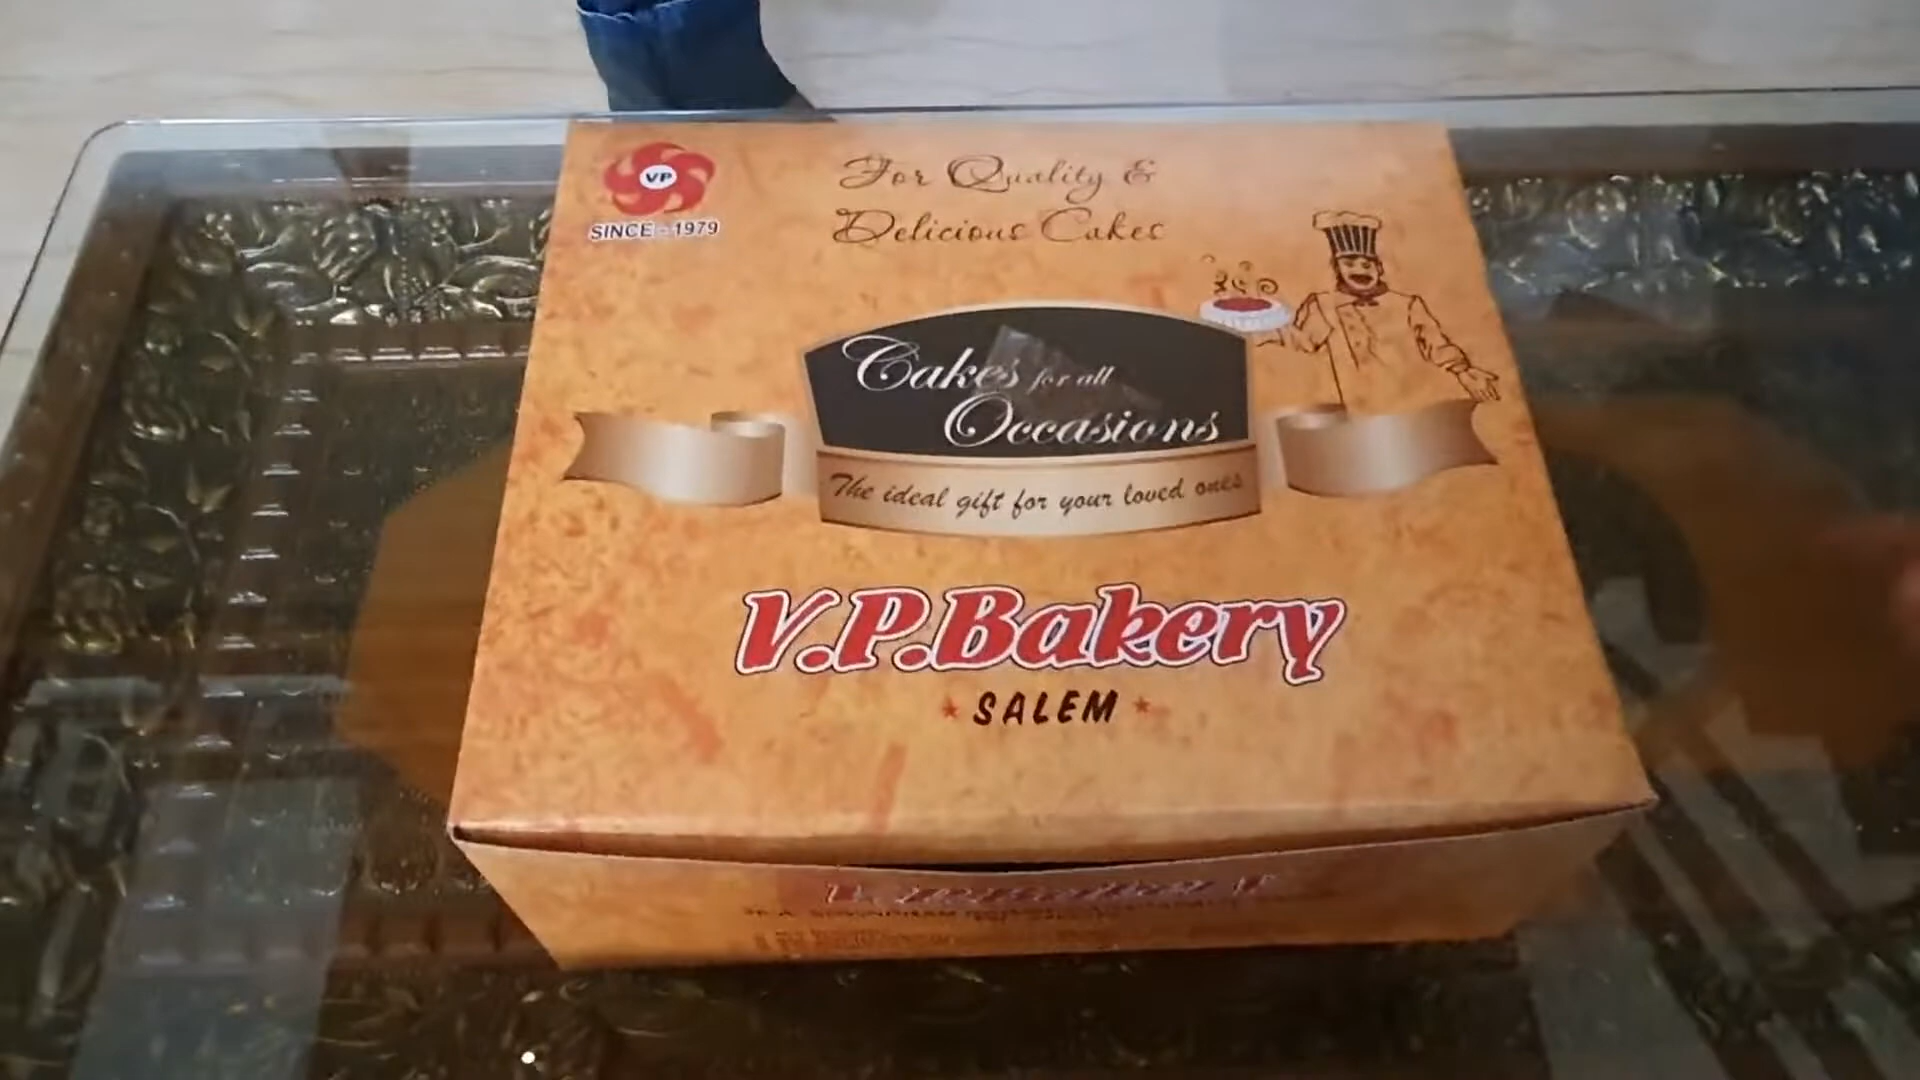 VP
SINCE - 1979
For Quality &
Delicious Cakes
Cakes for all
Occasions
The ideal gift for your loved ones
V.P.Bakery
★ SALEM ★